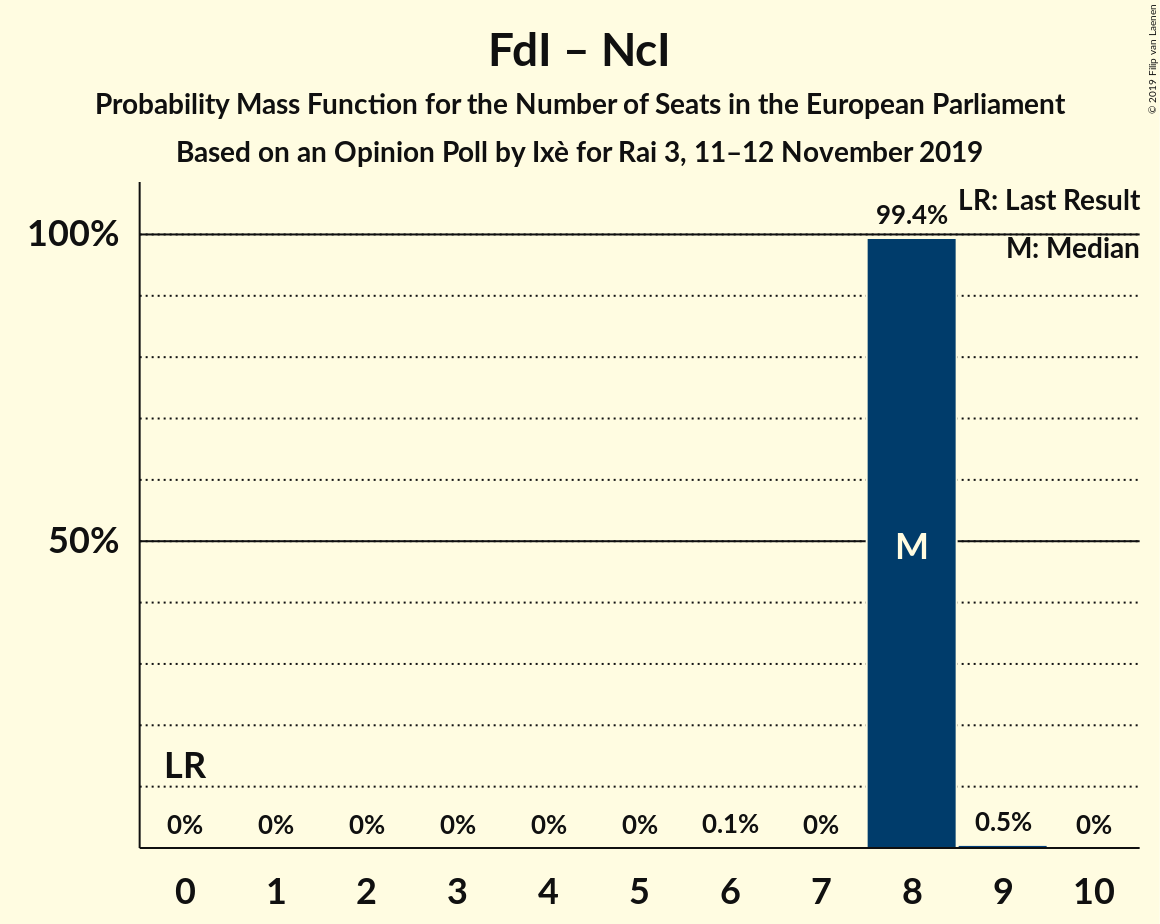 FdI – NcI
Probability Mass Function for the Number of Seats in the European Parliament
Based on an Opinion Poll by Ixè for Rai 3, 11–12 November 2019
© 2019 Filip van Laenen
LR: Last Result
M: Median
100%
50%
99.4%
M
LR
0% 0% 0% 0% 0% 0% 0.1% 0% 0.5% 0%
0 1 2 3 4 5 6 7 8 9 10